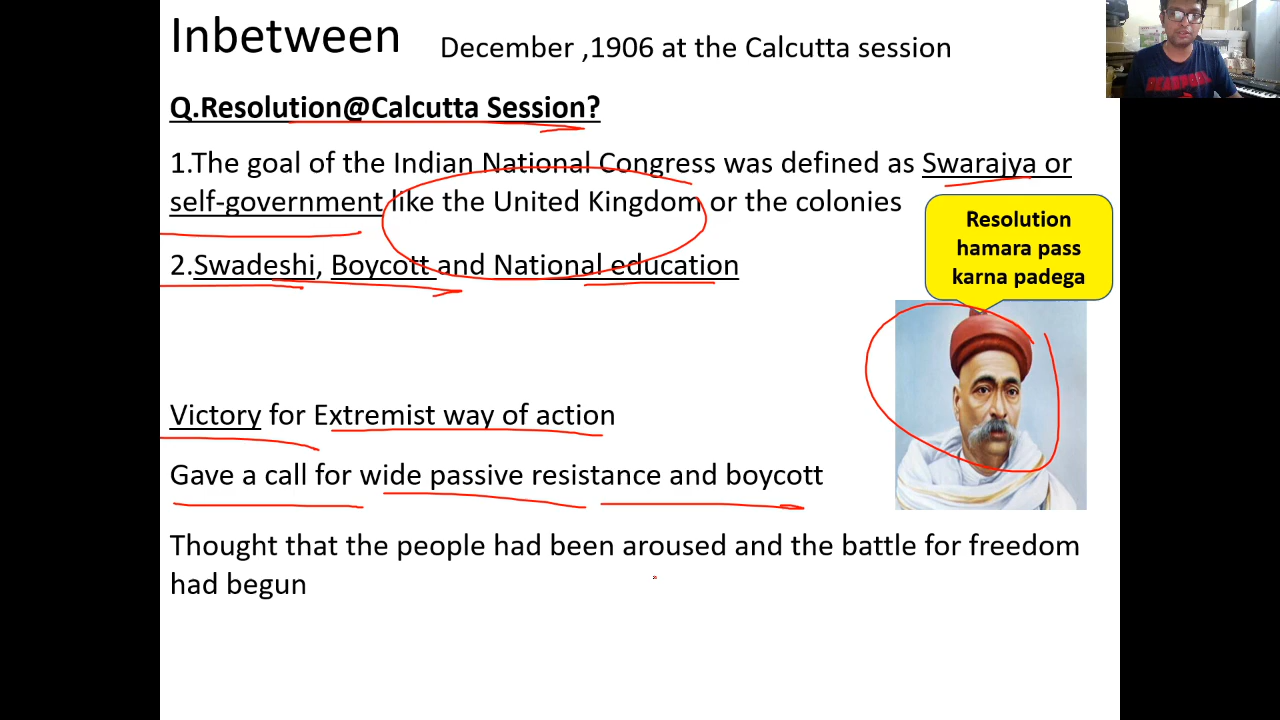 Inbetween
December ,1906 at the Calcutta session
Q.Resolution@Calcutta Session?
1.The goal of the Indian National Congress was defined as Swarajya or
self-government like the United Kingdom or the colonies
2.Swadeshi, Boycott and National education
Resolution
hamara pass
karna padega
Victory for Extremist way of action
Gave a call for wide passive resistance and boycott
Thought that the people had been aroused and the battle for freedom
had begun